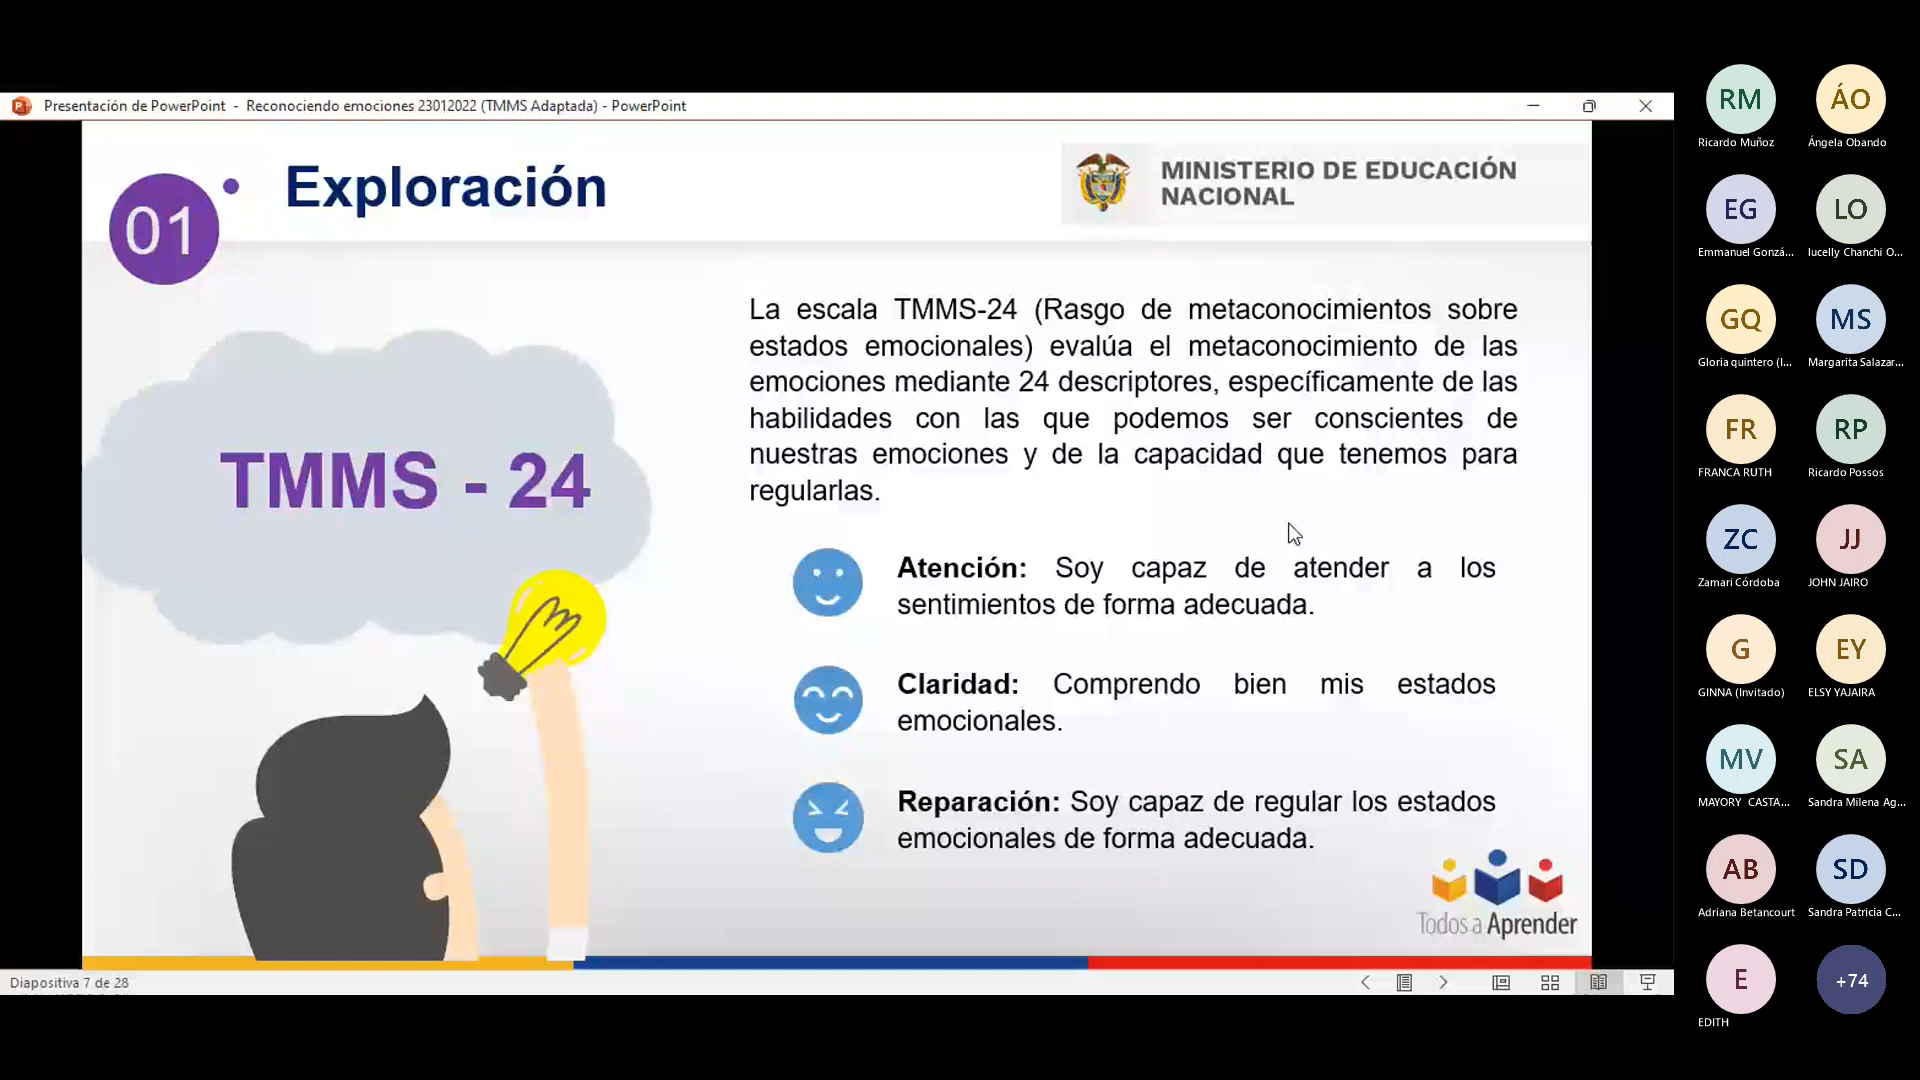 Presentación de PowerPoint - Reconociendo emociones 23012022 (TMMS Adaptada) - PowerPoint
01
• Exploración
MINISTERIO DE EDUCACIÓN
NACIONAL
TMMS - 24
La escala TMMS-24 (Rasgo de metaconocimientos sobre
estados emocionales) evalúa el metaconocimiento de las
emociones mediante 24 descriptores, específicamente de las
habilidades con las que podemos ser conscientes de
nuestras emociones y de la capacidad que tenemos para
regularlas.
Atención: Soy capaz de atender a los
sentimientos de forma adecuada.
Claridad: Comprendo bien mis estados
emocionales.
Reparación: Soy capaz de regular los estados
emocionales de forma adecuada.
Todos a Aprender
Diapositiva 7 de 28
RM
ÁO
Ricardo Muñoz
Ángela Obando
EG
LO
Emmanuel Gonzá...
lucelly Chanchi O...
GQ
MS
Gloria quintero (I...
Margarita Salazar...
FR
RP
FRANCA RUTH
Ricardo Possos
ZC
JJ
Zamari Córdoba
JOHN JAIRO
G
EY
GINNA (Invitado)
ELSY YAJAIRA
MV
SA
MAYORY CASTA...
Sandra Milena Ag...
AB
SD
Adriana Betancourt
Sandra Patricia C...
E
+74
EDITH